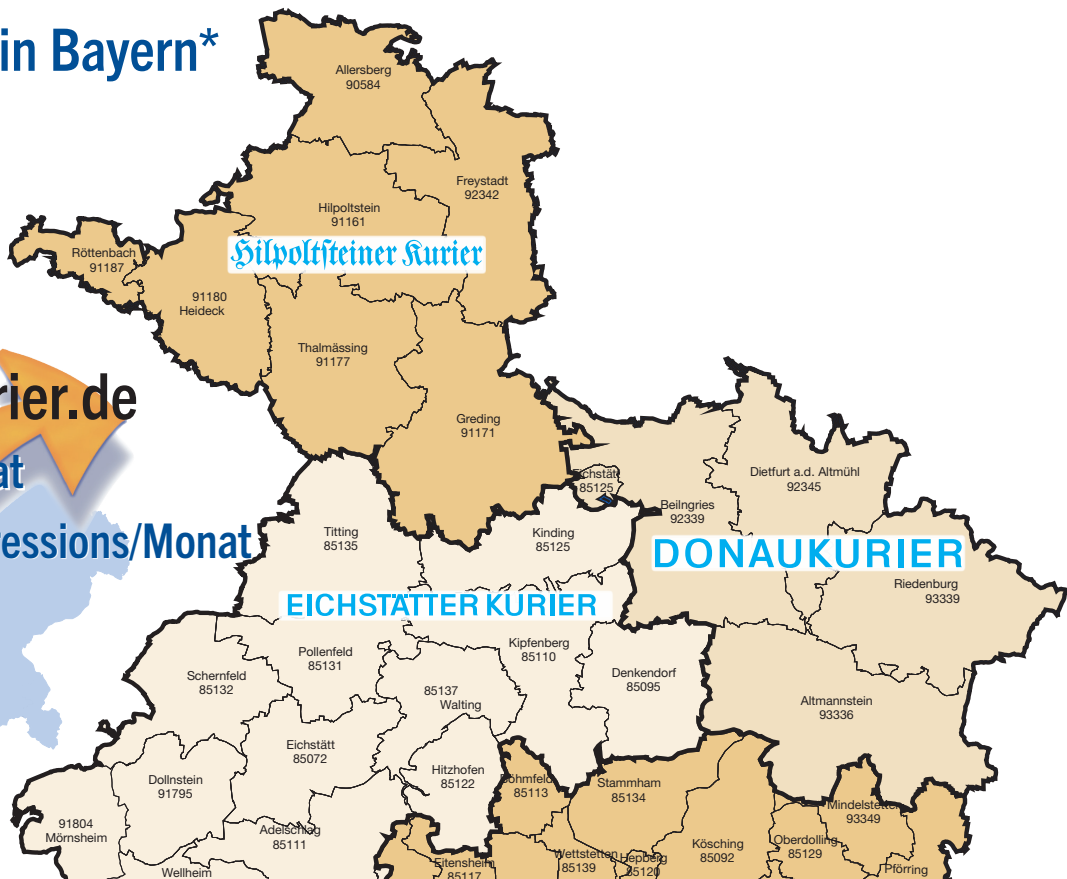 in Bayern*
Allersberg
90584
Freystadt
92342
Hilpoltstein
91161
Hilpoltsteiner Kurier
Röttenbach
91187
91180
Heideck
Thalmässing
91177
rier.de
Greding
91171
at
Eichstät
85125
Dietfurt a.d. Altmühl
92345
Beilngries
92339
Titting
85135
Kinding
85125
essions/Monat
DONAUKURIER
Riedenburg
93339
EICHSTÄTTER KURIER
Pollenfeld
85131
Kipfenberg
85110
Schernfeld
85132
85137
Walting
Denkendorf
85095
Altmannstein
93336
Eichstätt
85072
Dollnstein
91795
Hitzhofen
85122
Böhmfeld
85113
Stammham
85134
Mindelstetten
93349
91804
Mörnsheim
Adelschlag
85111
Kösching
85092
Oberdolling
85129
Wettstetten
85139
Hepberg
85120
Eitensheim
85117
Wellheim
Pförring